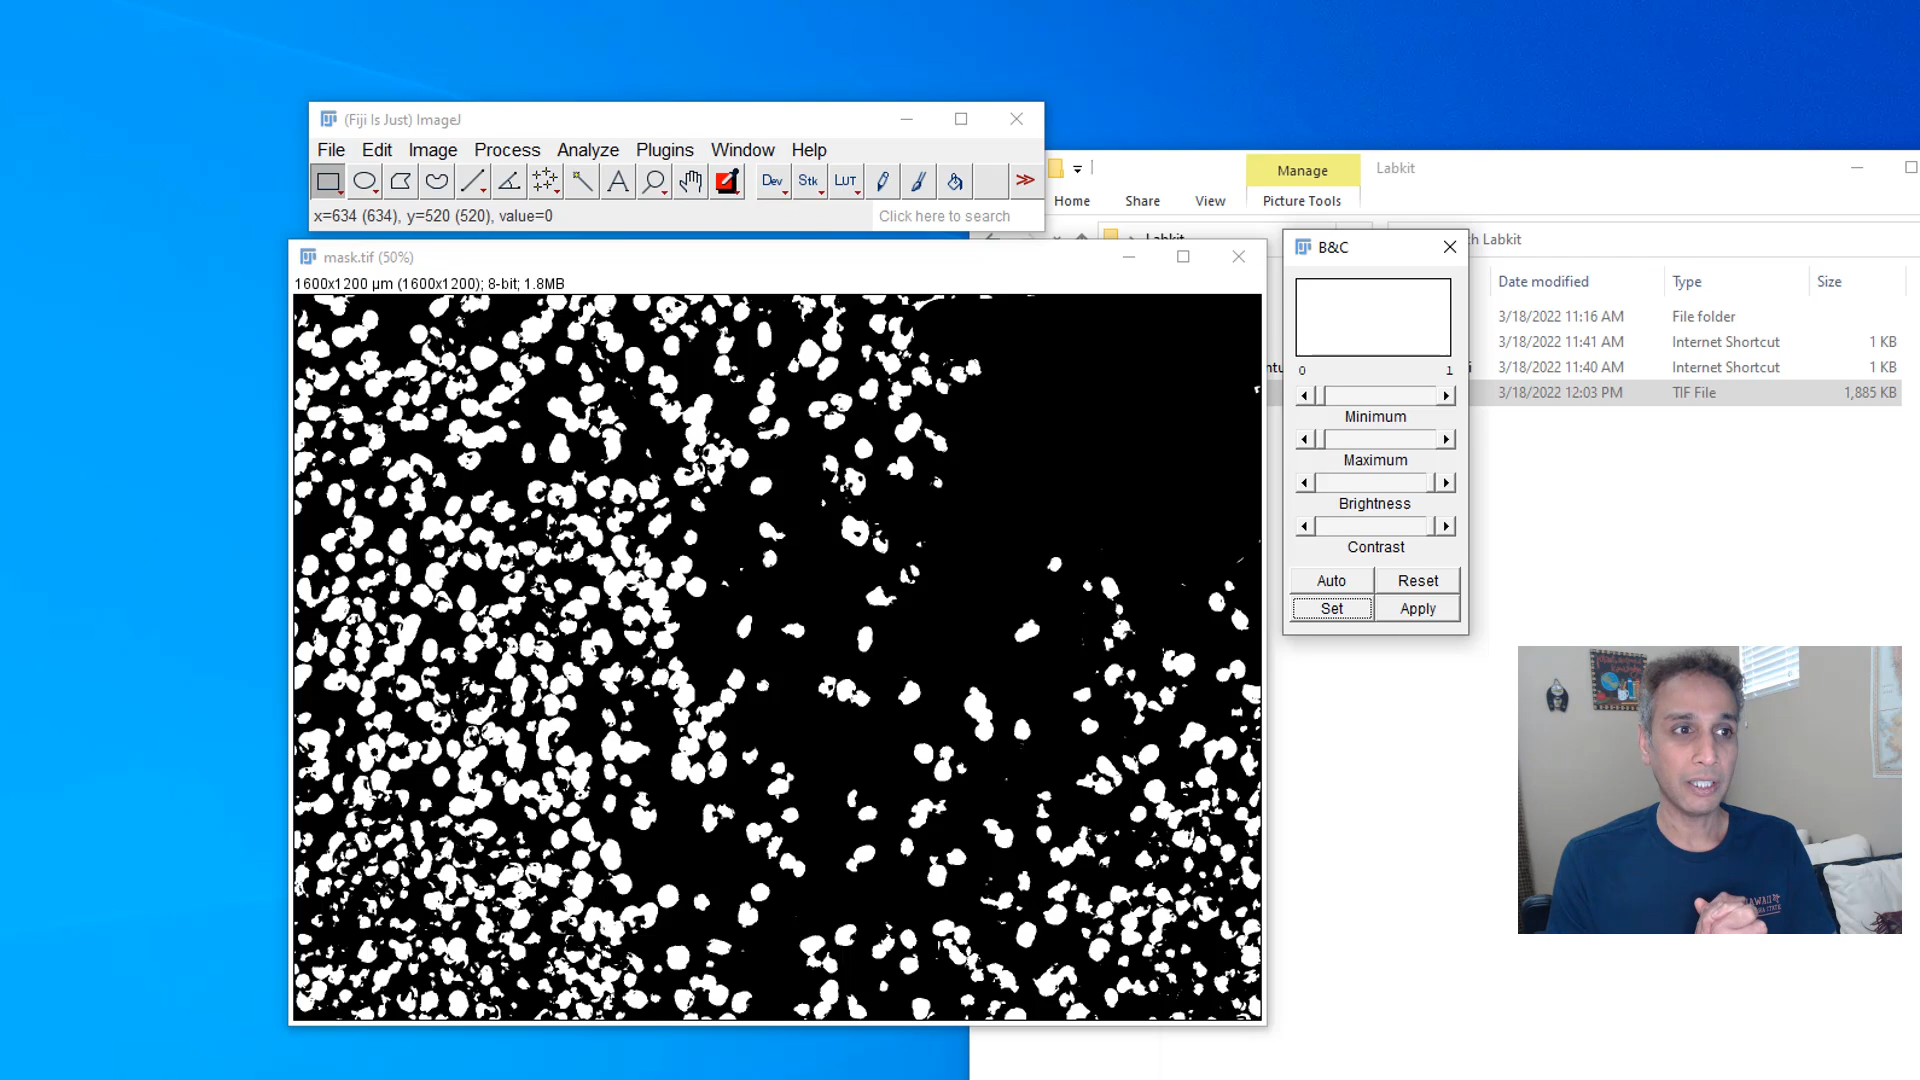 (Fiji Is Just) ImageJ
File Edit Image Process Analyze Plugins Window Help
Dev Stk LUT
x=634 (634), y=520 (520), value=0
Click here to search
mask.tif (50%)
1600x1200 µm (1600x1200); 8-bit; 1.8MB
Manage
Labkit
Home Share View Picture Tools
Labkit
h Labkit
Date modified Type Size
3/18/2022 11:16 AM File folder
3/18/2022 11:41 AM Internet Shortcut 1 KB
3/18/2022 11:40 AM Internet Shortcut 1 KB
3/18/2022 12:03 PM TIF File 1,885 KB
B&C
0 1
Minimum
Maximum
Brightness
Contrast
Auto Reset
Set Apply